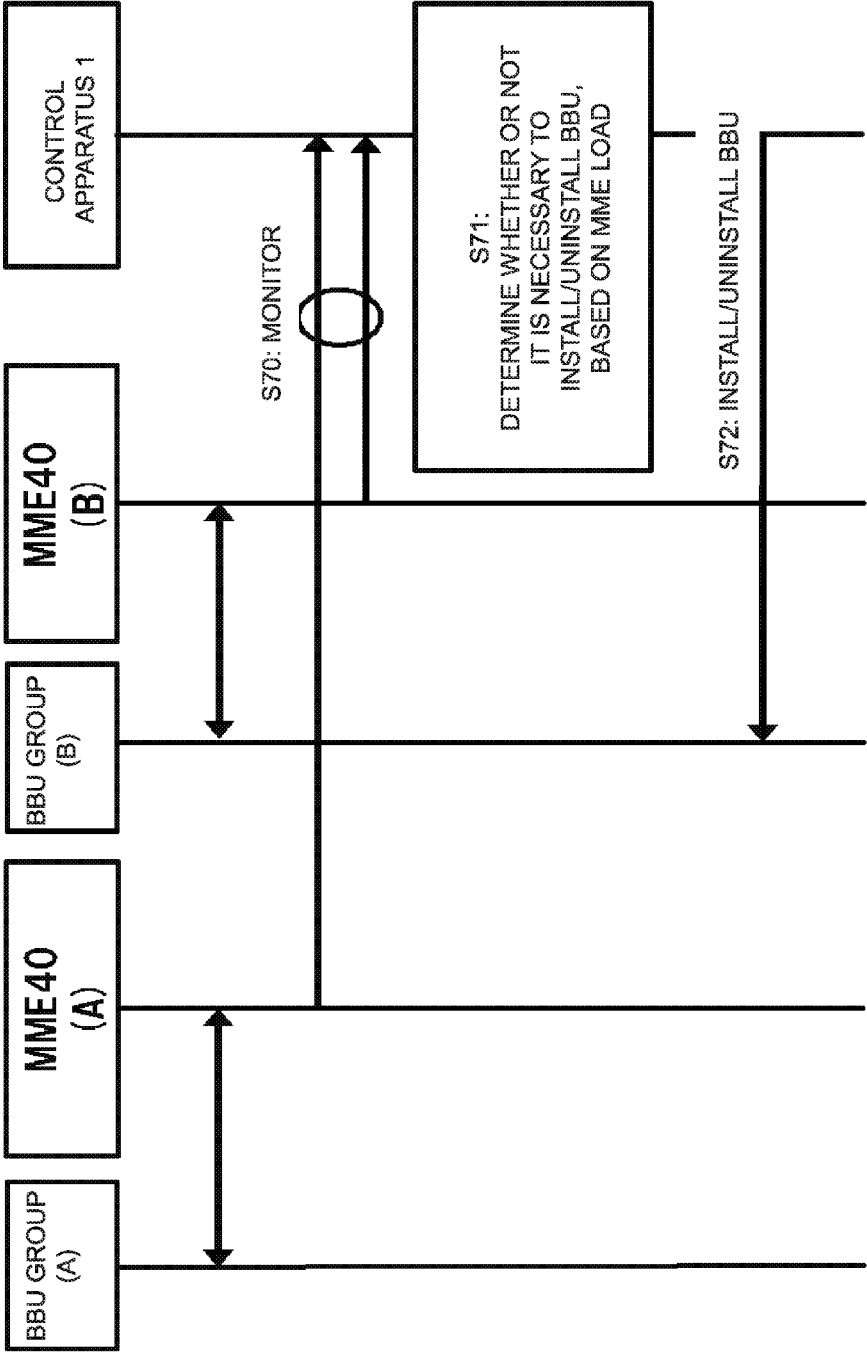 BBU GROUP
(A)
MME40
(A)
BBU GROUP
(B)
MME40
(B)
CONTROL
APPARATUS 1
S70: MONITOR
S71:
DETERMINE WHETHER OR NOT
IT IS NECESSARY TO
INSTALL/UNINSTALL BBU,
BASED ON MME LOAD
S72: INSTALL/UNINSTALL BBU